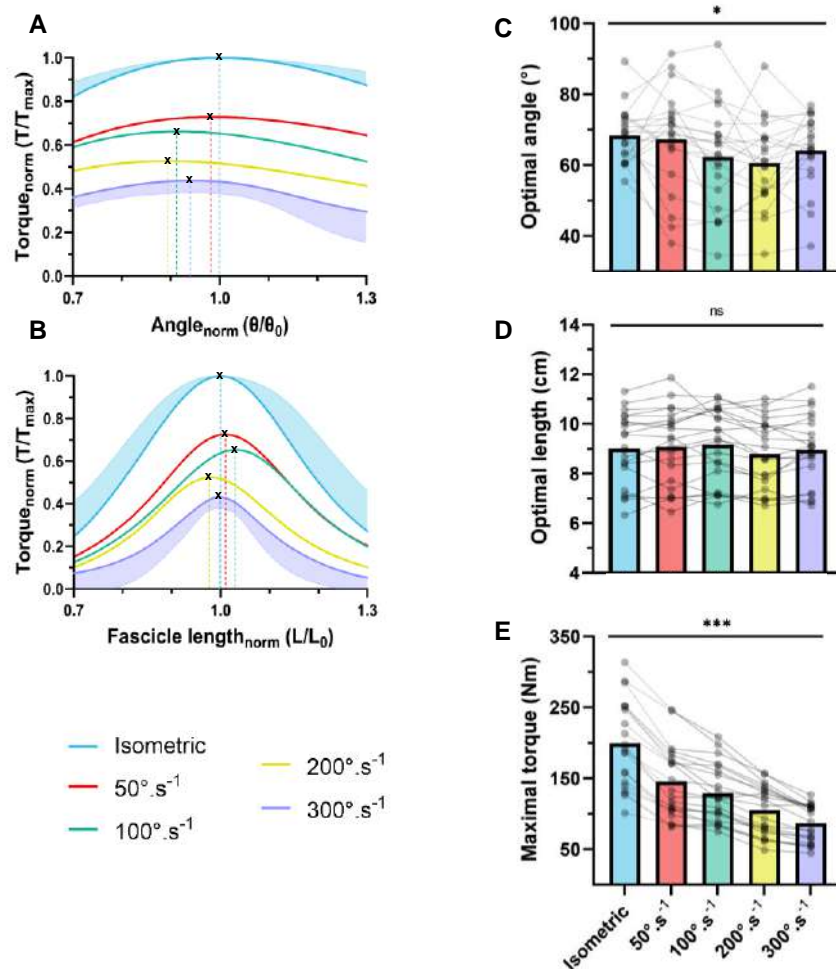 A
Torque_norm (T/T_max)
1.0
0.8
0.6
0.4
0.2
0.0
x
x
x
x
x
0.7
1.0
1.3
Angle_norm (θ/θ_0)
B
Torque_norm (T/T_max)
1.0
0.8
0.6
0.4
0.2
0.0
x
x
x
x
x
0.7
1.0
1.3
Fascicle length_norm (L/L_0)
Isometric
50°.s⁻¹
100°.s⁻¹
200°.s⁻¹
300°.s⁻¹
C
*
Optimal angle (°)
100
80
60
40
D
ns
Optimal length (cm)
14
12
10
8
6
4
E
***
Maximal torque (Nm)
350
250
150
50
Isometric
50°.s⁻¹
100°.s⁻¹
200°.s⁻¹
300°.s⁻¹